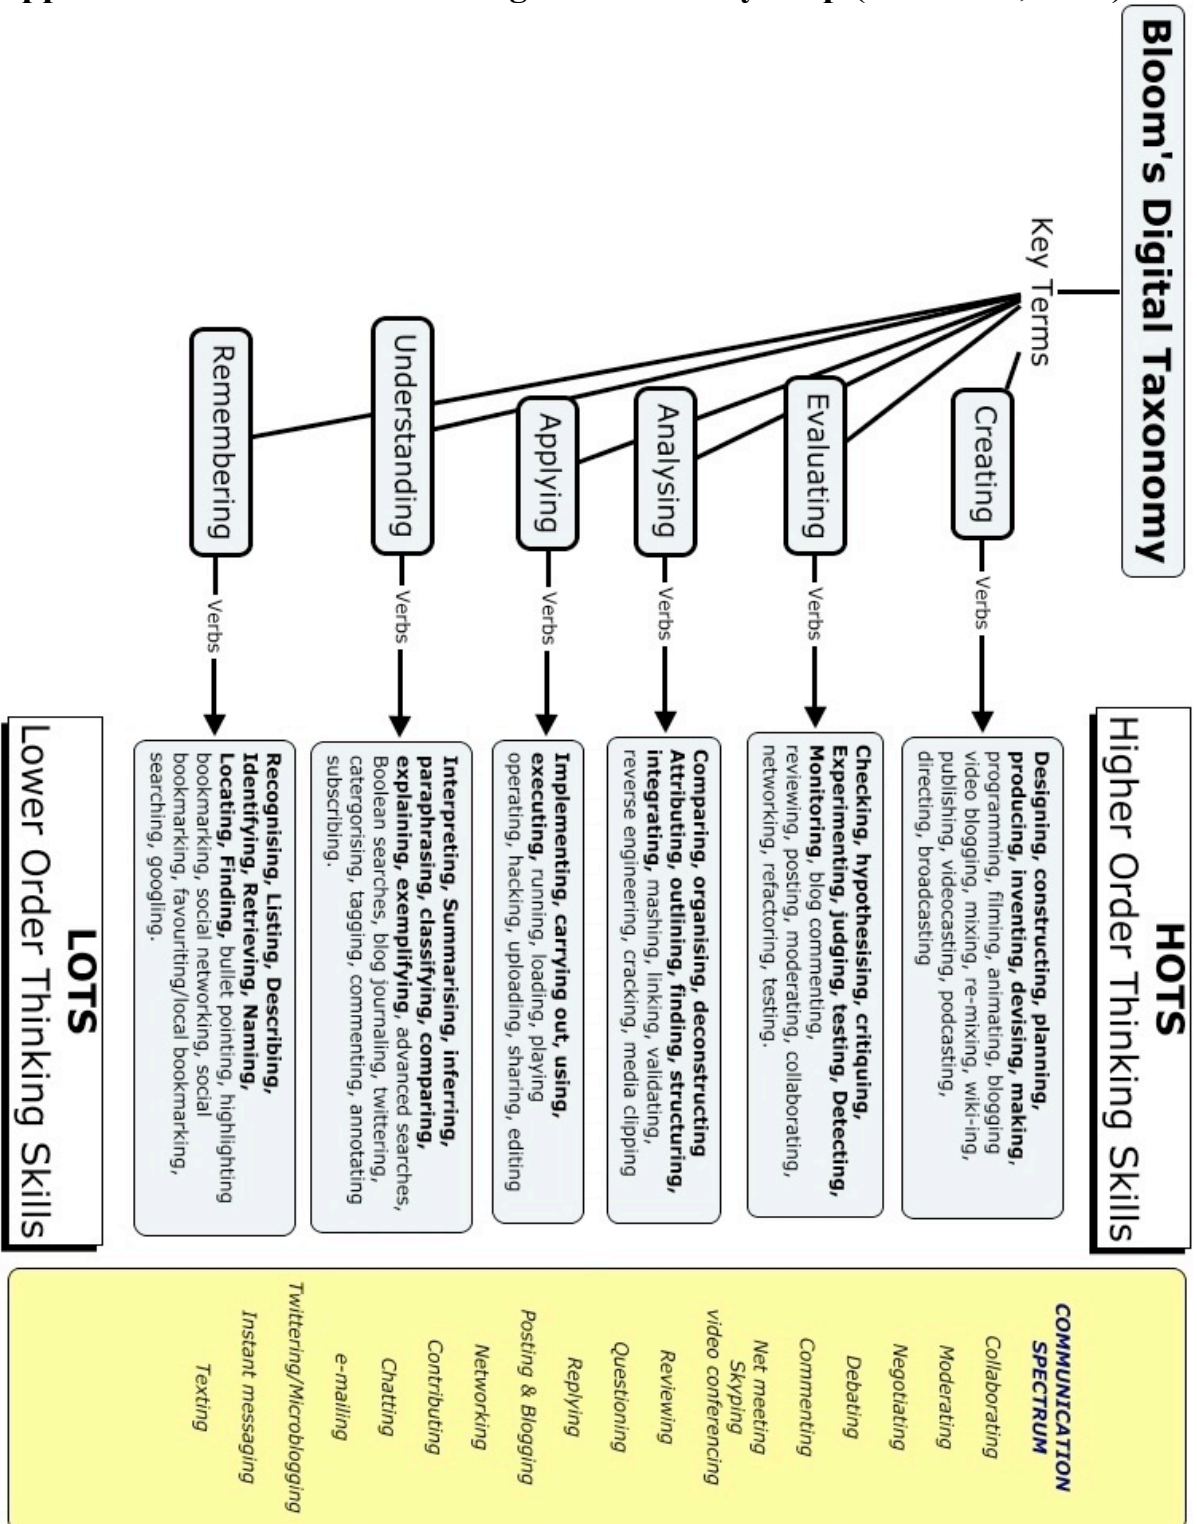 Bloom's Digital Taxonomy
Key Terms
HOTS
Higher Order Thinking Skills
Creating
Verbs
Designing, constructing, planning,
producing, inventing, devising, making,
programming, filming, animating, blogging
video blogging, mixing, re-mixing, wiki-ing,
publishing, videocasting, podcasting,
directing, broadcasting
Evaluating
Verbs
Checking, hypothesising, critiquing,
Experimenting, judging, testing, Detecting,
Monitoring, blog commenting,
reviewing, posting, moderating, collaborating,
networking, refactoring, testing.
Analysing
Verbs
Comparing, organising, deconstructing
Attributing, outlining, finding, structuring,
integrating, mashing, linking, validating,
reverse engineering, cracking, media clipping
Applying
Verbs
Implementing, carrying out, using,
executing, running, loading, playing
operating, hacking, uploading, sharing, editing
Understanding
Verbs
Interpreting, Summarising, inferring,
paraphrasing, classifying, comparing,
explaining, exemplifying, advanced searches,
Boolean searches, blog journaling, twittering,
catergorising, tagging, commenting, annotating
subscribing.
Remembering
Verbs
Recognising, Listing, Describing,
Identifying, Retrieving, Naming,
Locating, Finding, bullet pointing, highlighting
bookmarking, social networking, social
bookmarking, favouriting/local bookmarking,
searching, googling.
LOTS
Lower Order Thinking Skills
COMMUNICATION
SPECTRUM
Collaborating
Moderating
Negotiating
Debating
Commenting
Net meeting
Skyping
video conferencing
Reviewing
Questioning
Replying
Posting & Blogging
Networking
Contributing
Chatting
e-mailing
Twittering/Microblogging
Instant messaging
Texting